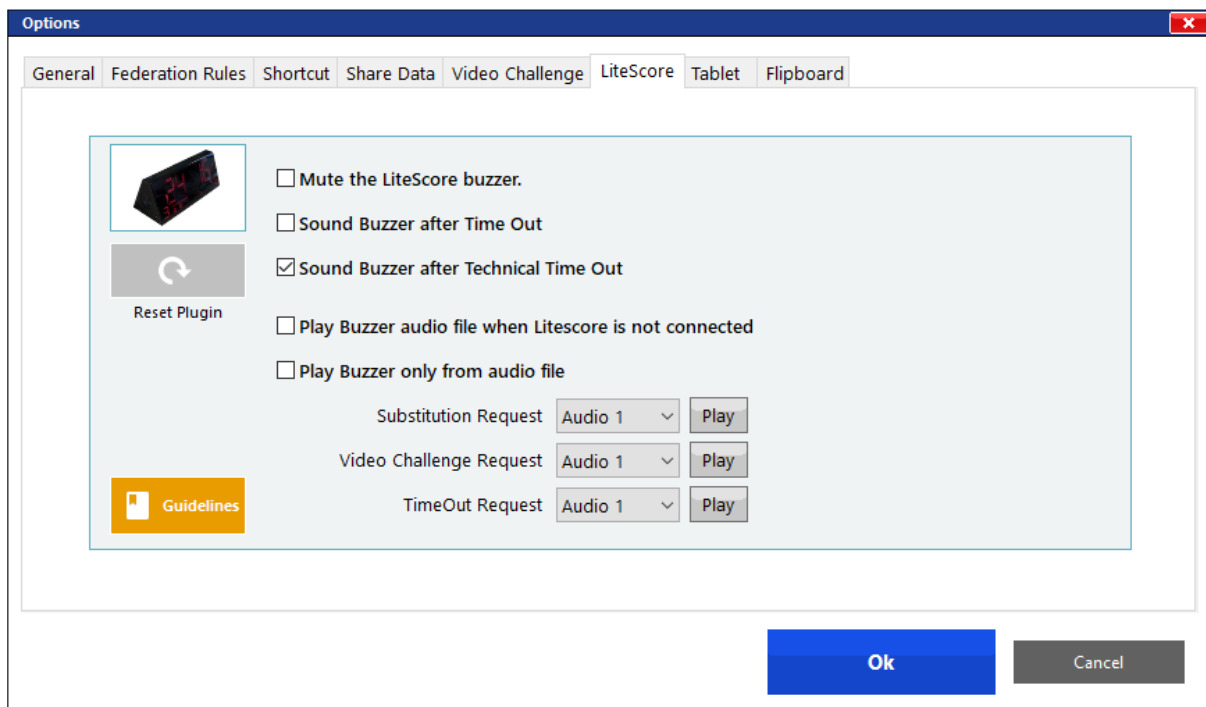 Options
General Federation Rules Shortcut Share Data Video Challenge LiteScore Tablet Flipboard
Mute the LiteScore buzzer.
Sound Buzzer after Time Out
Sound Buzzer after Technical Time Out
Reset Plugin
Play Buzzer audio file when Litescore is not connected
Play Buzzer only from audio file
Substitution Request Audio 1 Play
Video Challenge Request Audio 1 Play
TimeOut Request Audio 1 Play
Guidelines
Ok Cancel